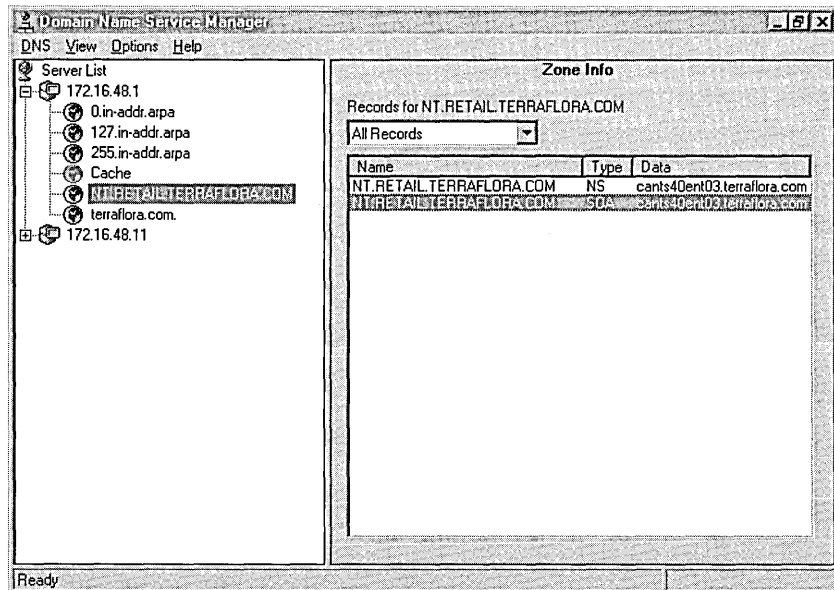 Domain Name Service Manager
DNS View Options Help
Server List
172.16.48.1
0.in-addr.arpa
127.in-addr.arpa
255.in-addr.arpa
Cache
NT.RETAIL.TERRAFLORA.COM
terraflora.com.
172.16.48.11
Zone Info
Records for NT.RETAIL.TERRAFLORA.COM
All Records
Name Type Data
NT.RETAIL.TERRAFLORA.COM NS cants40ent03.terraflora.com
NT.RETAIL.TERRAFLORA.COM SOA cants40ent03.terraflora.com
Ready